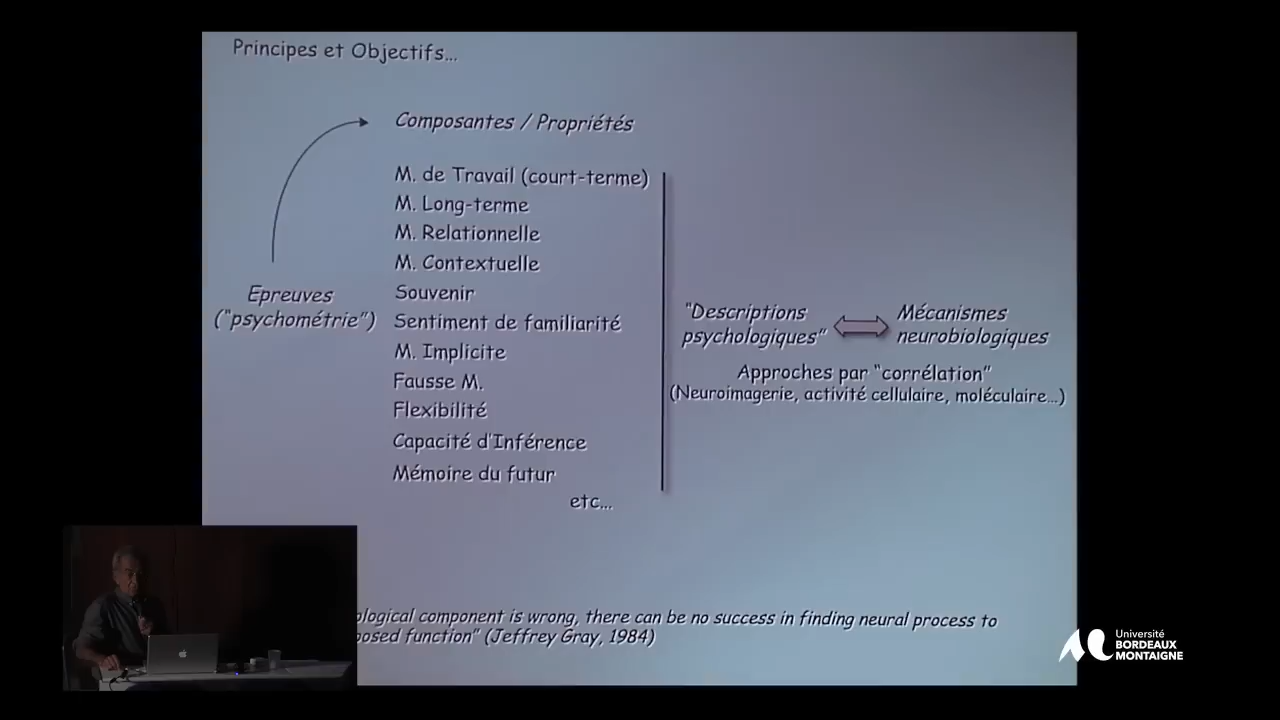 Principes et Objectifs...
Composantes / Propriétés
M. de Travail (court-terme)
M. Long-terme
M. Relationnelle
M. Contextuelle
Souvenir
Sentiment de familiarité
M. Implicite
Fausse M.
Flexibilité
Capacité d'Inférence
Mémoire du futur
etc...
Epreuves
("psychométrie")
"Descriptions
psychologiques"
Mécanismes
neurobiologiques
Approches par "corrélation"
(Neuroimagerie, activité cellulaire, moléculaire...)
ological component is wrong, there can be no success in finding neural process to
posed function" (Jeffrey Gray, 1984)
Université
BORDEAUX
MONTAIGNE